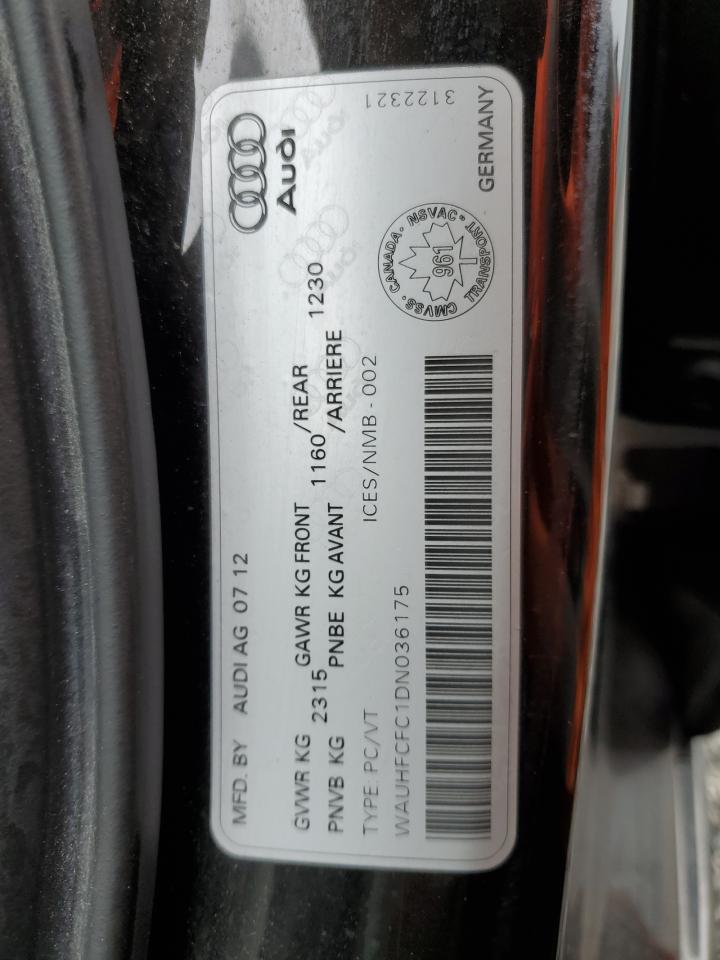 MFD. BY AUDI AG 07 12
Audi
GVWR KG 2315 GAWR KG FRONT 1160 /REAR 1230
PNVB KG PNBE KG AVANT /ARRIERE
TYPE: PC/VT ICES/NMB - 002
WAUHFCFC1DN036175
CANADA · NSVAC · TRANSPORT · CMVSS ·
961
GERMANY
3122321